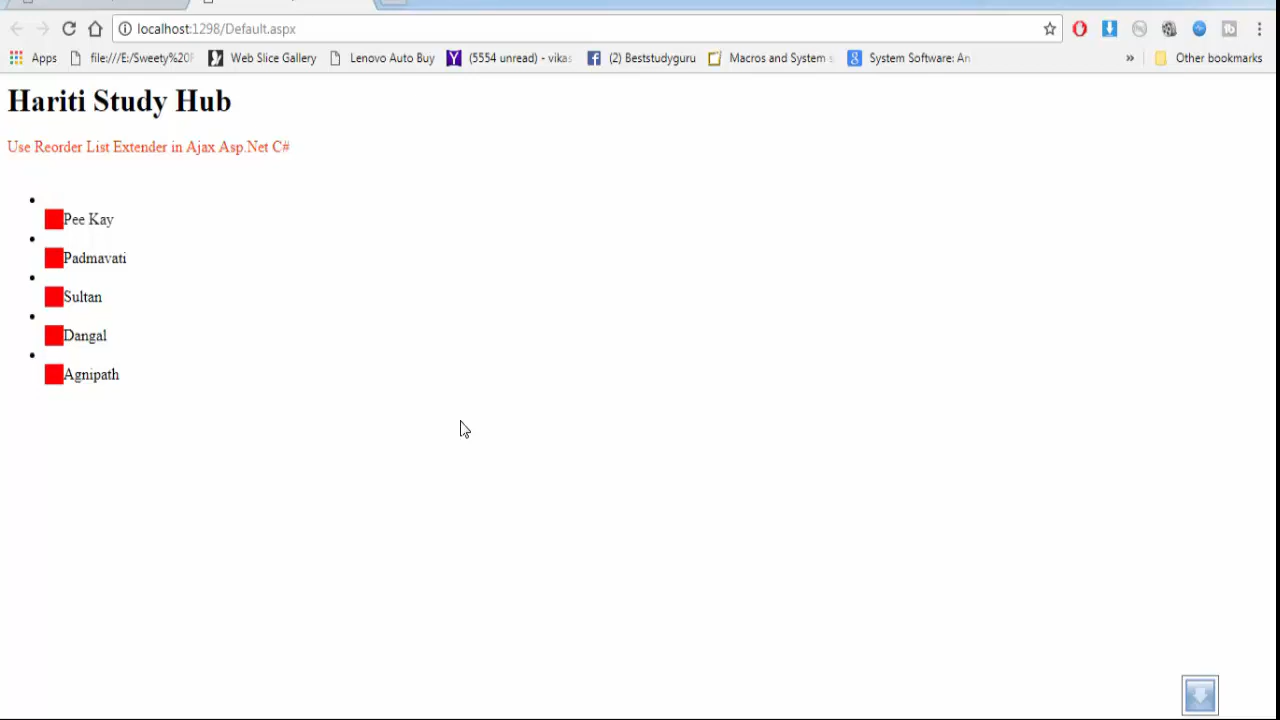 localhost:1298/Default.aspx
Apps file:///E:/Sweety%20 Web Slice Gallery Lenovo Auto Buy (5554 unread) - vikas (2) Beststudyguru Macros and System s System Software: An » Other bookmarks
Hariti Study Hub
Use Reorder List Extender in Ajax Asp.Net C#
Pee Kay
Padmavati
Sultan
Dangal
Agnipath